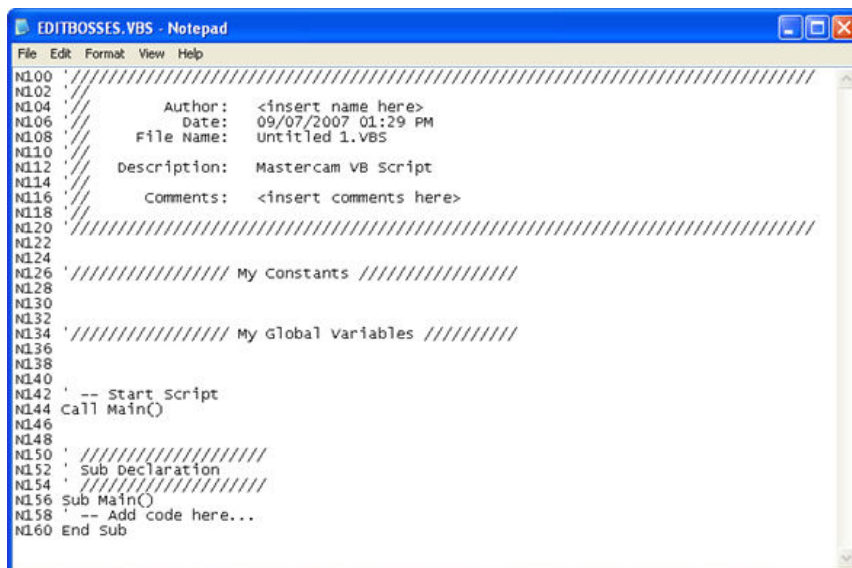 EDITBOSSES.VBS - Notepad
File Edit Format View Help
N100 '////////////////////////////////////////////////////////////////////////////////
N102 '//
N104 '// Author: <insert name here>
N106 '// Date: 09/07/2007 01:29 PM
N108 '// File Name: Untitled 1.VBS
N110 '//
N112 '// Description: Mastercam VB Script
N114 '//
N116 '// Comments: <insert comments here>
N118 '//
N120 '////////////////////////////////////////////////////////////////////////////////
N122
N124
N126 '///////////////// My Constants /////////////////
N128
N130
N132
N134 '///////////////// My Global Variables //////////
N136
N138
N140
N142 ' -- Start Script
N144 Call Main()
N146
N148
N150 ' ////////////////////
N152 ' Sub Declaration
N154 ' ////////////////////
N156 Sub Main()
N158 ' -- Add code here...
N160 End Sub